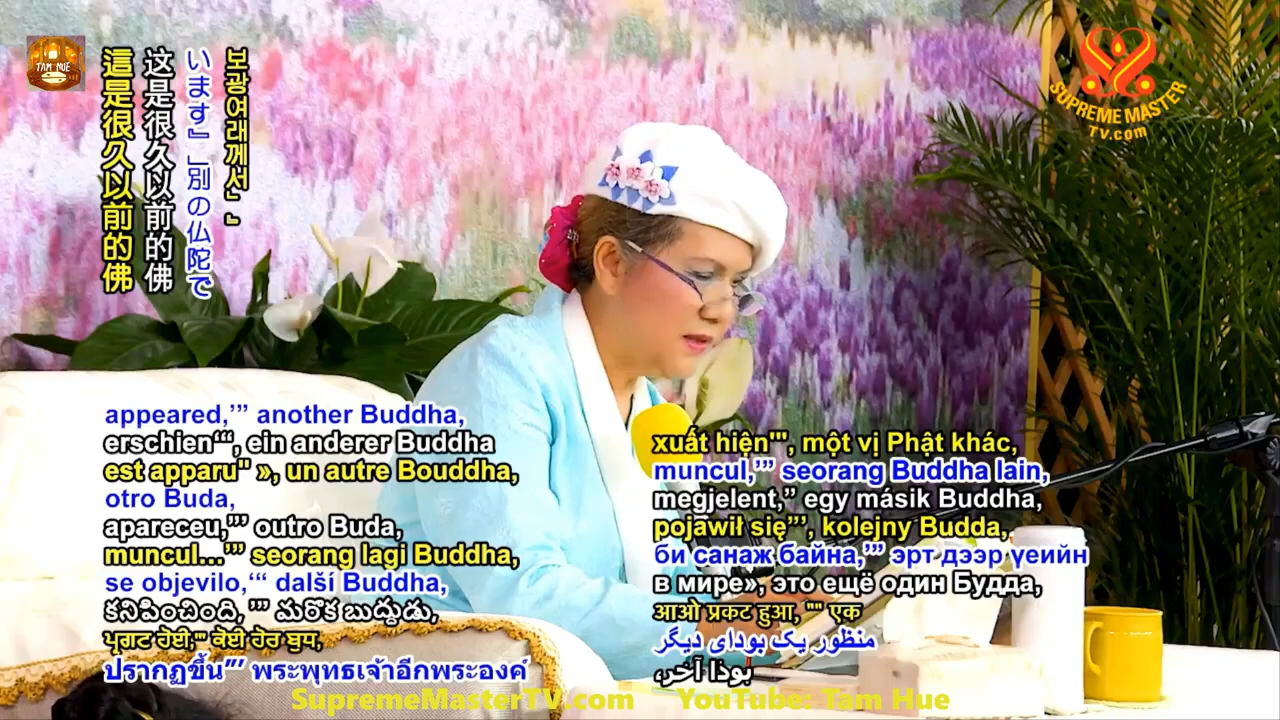 TAM HUE
SUPREME MASTER
TV.com
這是很久以前的佛
这是很久以前的佛
います』」別の仏陀で
보광여래께서』』
appeared,’” another Buddha,
erschien‘“, ein anderer Buddha
est apparu" », un autre Bouddha,
otro Buda,
apareceu,’” outro Buda,
muncul...’” seorang lagi Buddha,
se objevilo,‘“ další Buddha,
కనిపించింది, ’” మరొక బుద్ధుడు,
ਪ੍ਰਗਟ ਹੋਈ,'" ਕੋਈ ਹੋਰ ਬੁਧ,
ปรากฏขึ้น’” พระพุทธเจ้าอีกพระองค์
xuất hiện'", một vị Phật khác,
muncul,’” seorang Buddha lain,
megjelent,” egy másik Buddha,
pojawił się”’, kolejny Budda,
би санаж байна,’” эрт дээр үеийн
в мире», это ещё один Будда,
आओ प्रकट हुआ, '"' एक
منظور یک بودای دیگر
بوذا آخر،
SupremeMasterTV.com YouTube: Tam Hue